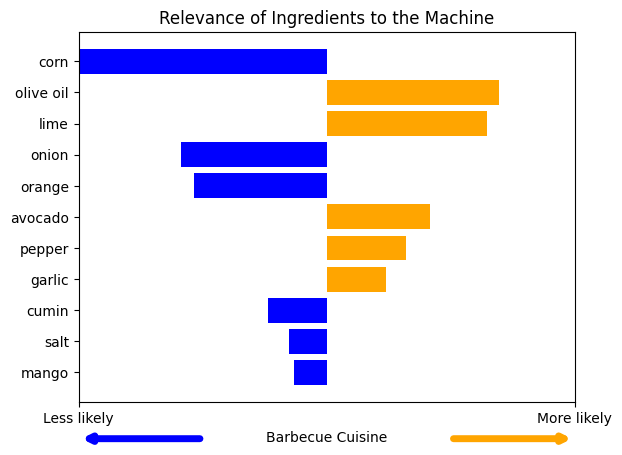 Relevance of Ingredients to the Machine
corn
olive oil
lime
onion
orange
avocado
pepper
garlic
cumin
salt
mango
Less likely
More likely
Barbecue Cuisine